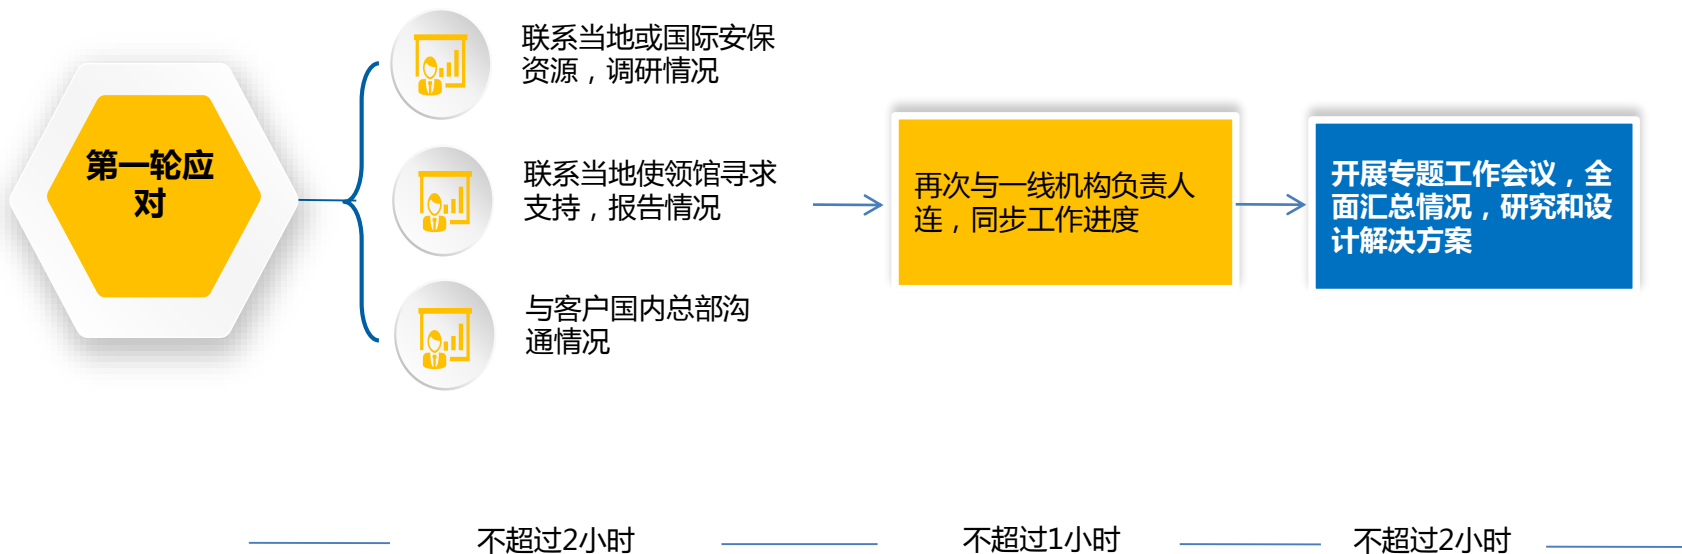 第一轮应
对
联系当地或国际安保
资源，调研情况
联系当地使领馆寻求
支持，报告情况
与客户国内总部沟
通情况
再次与一线机构负责人
连，同步工作进度
开展专题工作会议，全
面汇总情况，研究和设
计解决方案
不超过2小时
不超过1小时
不超过2小时